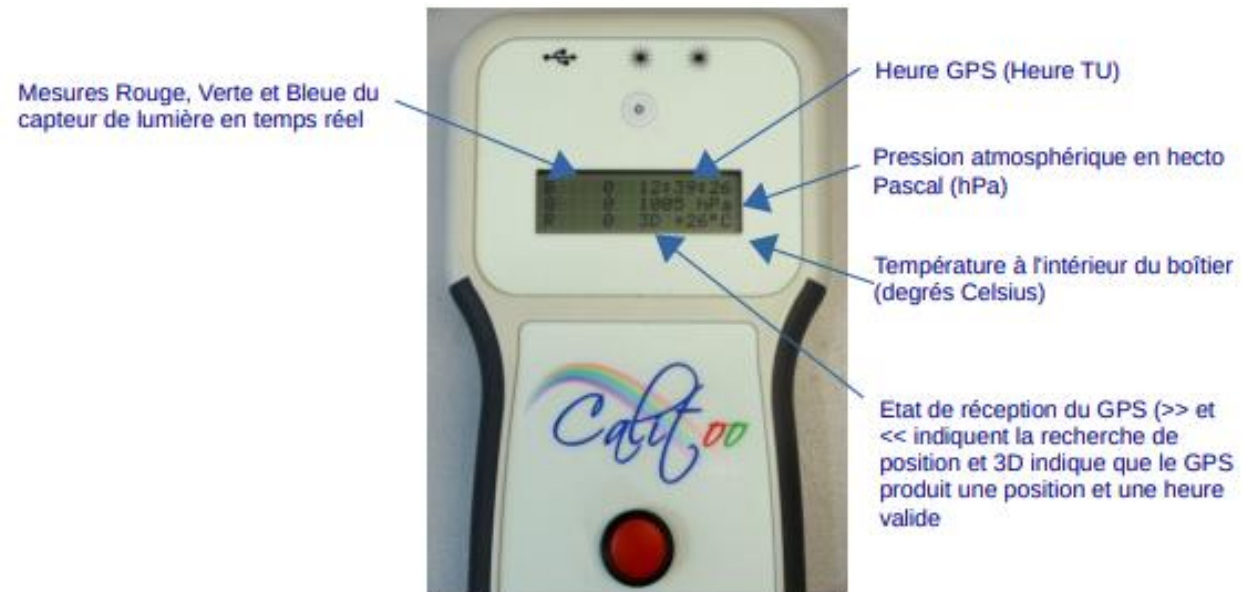 Mesures Rouge, Verte et Bleue du
capteur de lumière en temps réel
Heure GPS (Heure TU)
Pression atmosphérique en hecto
Pascal (hPa)
Température à l'intérieur du boîtier
(degrés Celsius)
Etat de réception du GPS (>> et
<< indiquent la recherche de
position et 3D indique que le GPS
produit une position et une heure
valide
B 0 12:39:26
G 0 1005 hPa
R 0 3D +26°C
Calitoo